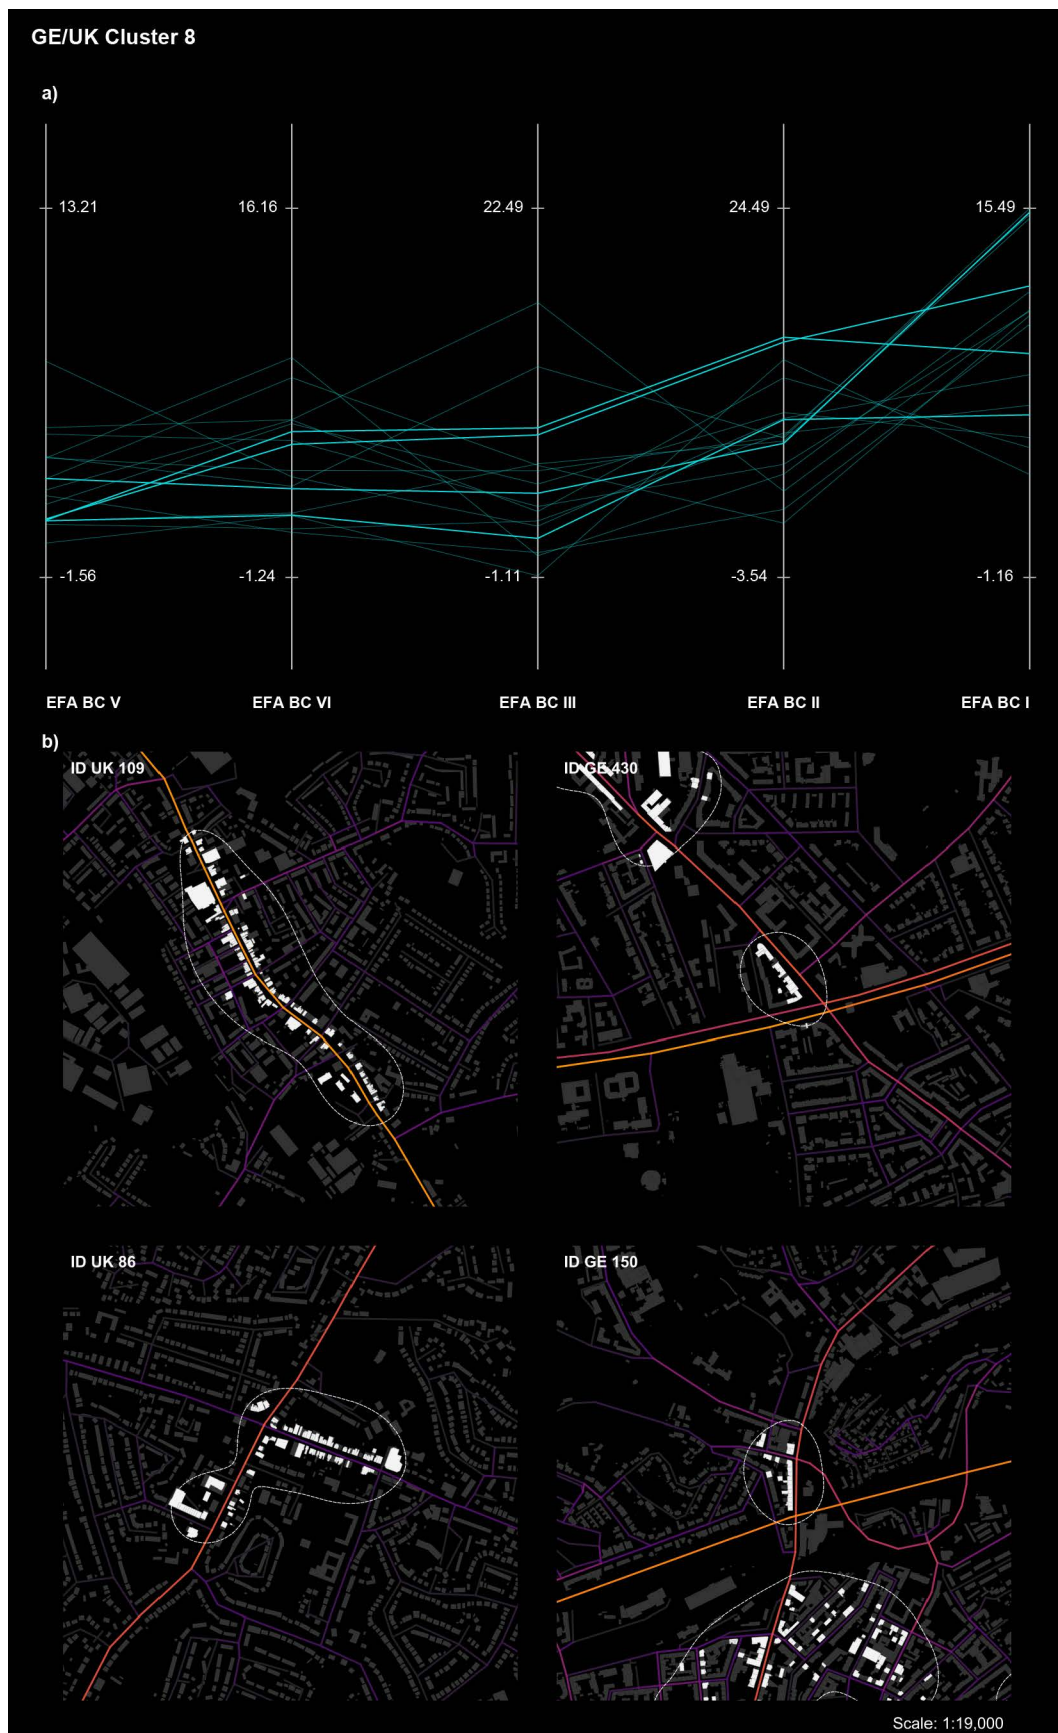 GE/UK Cluster 8
a)
13.21 16.16 22.49 24.49 15.49
-1.56 -1.24 -1.11 -3.54 -1.16
EFA BC V EFA BC VI EFA BC III EFA BC II EFA BC I
b)
ID UK 109 ID GE 430
ID UK 86 ID GE 150
Scale: 1:19,000